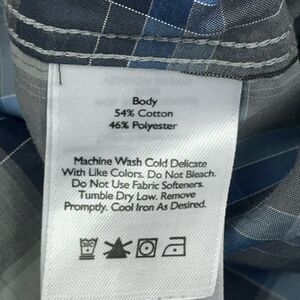 Body
54% Cotton
46% Polyester
Machine Wash Cold Delicate
With Like Colors. Do Not Bleach.
Do Not Use Fabric Softeners.
Tumble Dry Low. Remove
Promptly. Cool Iron As Desired.